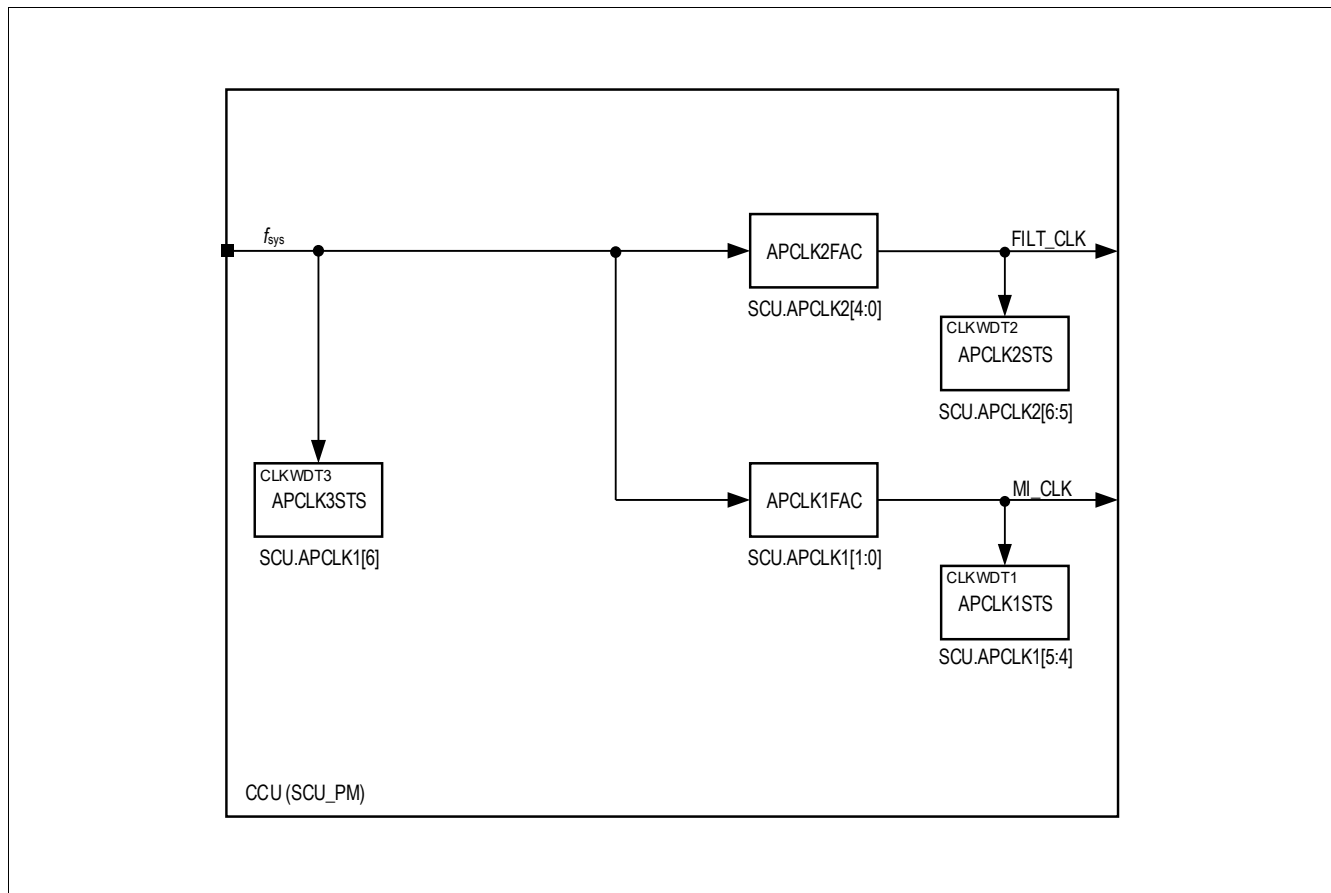 fsys
APCLK2FAC
FILT_CLK
SCU.APCLK2[4:0]
CLKWDT2
APCLK2STS
SCU.APCLK2[6:5]
CLKWDT3
APCLK3STS
SCU.APCLK1[6]
APCLK1FAC
MI_CLK
SCU.APCLK1[1:0]
CLKWDT1
APCLK1STS
SCU.APCLK1[5:4]
CCU (SCU_PM)